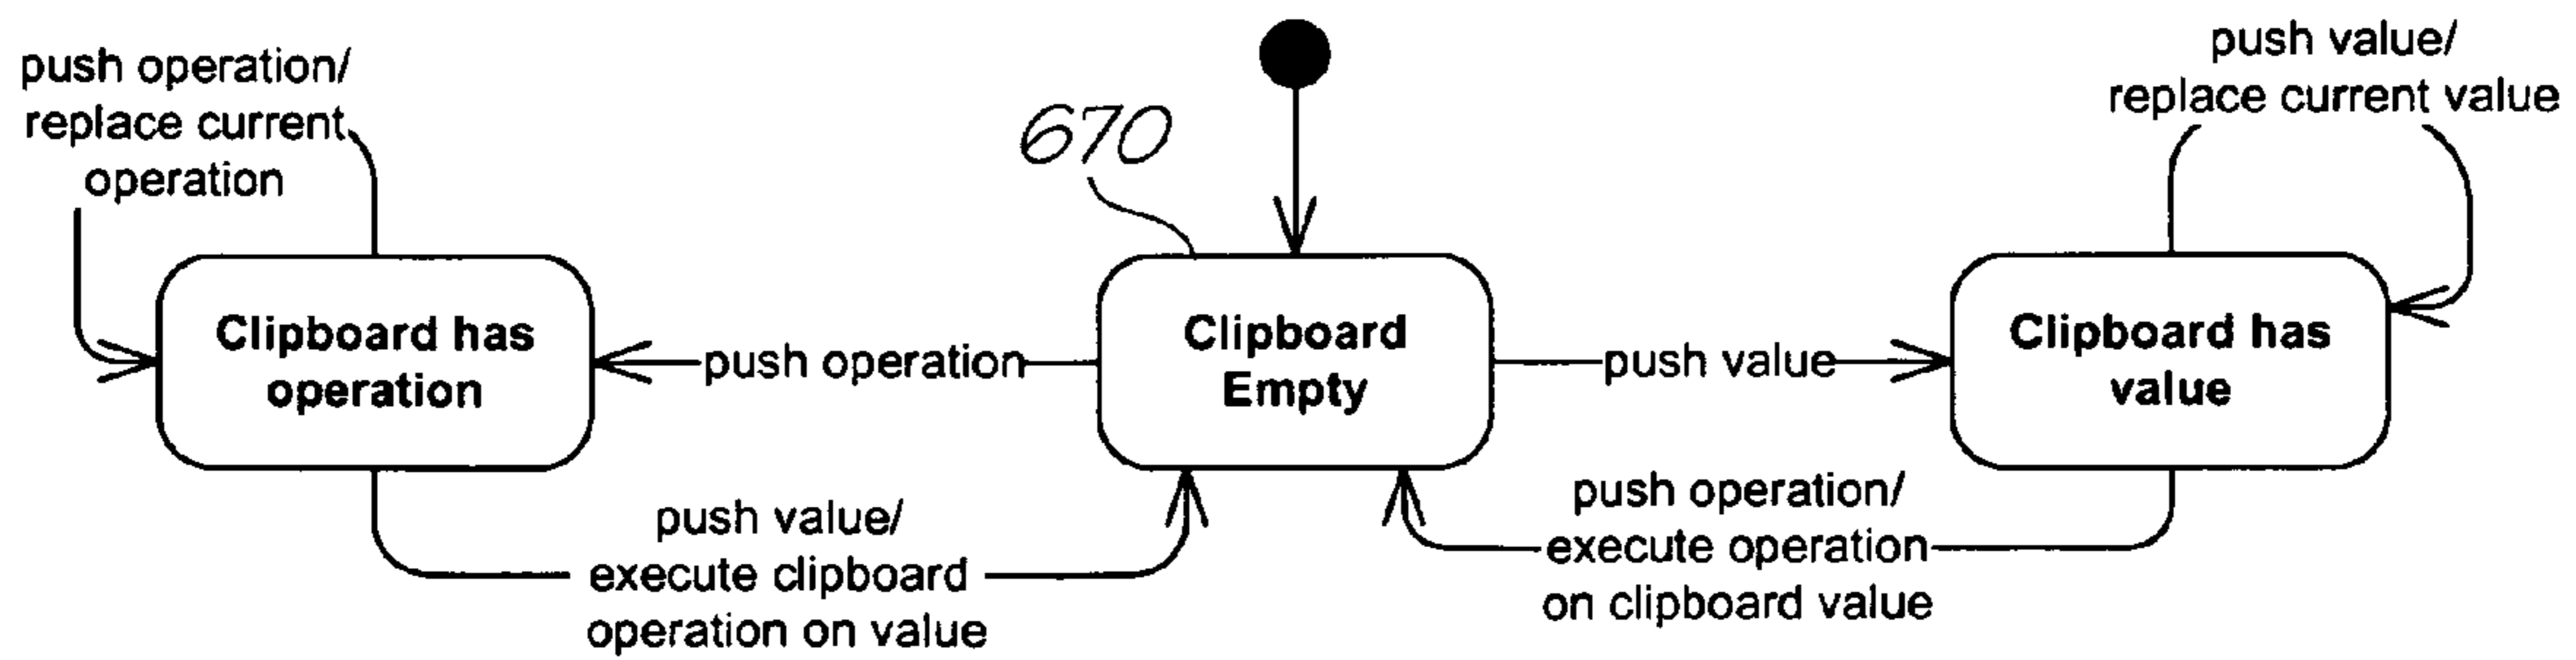 push operation/
replace current
operation
670
push value/
replace current value
Clipboard has
operation
push operation
Clipboard
Empty
push value
Clipboard has
value
push value/
execute clipboard
operation on value
push operation/
execute operation
on clipboard value